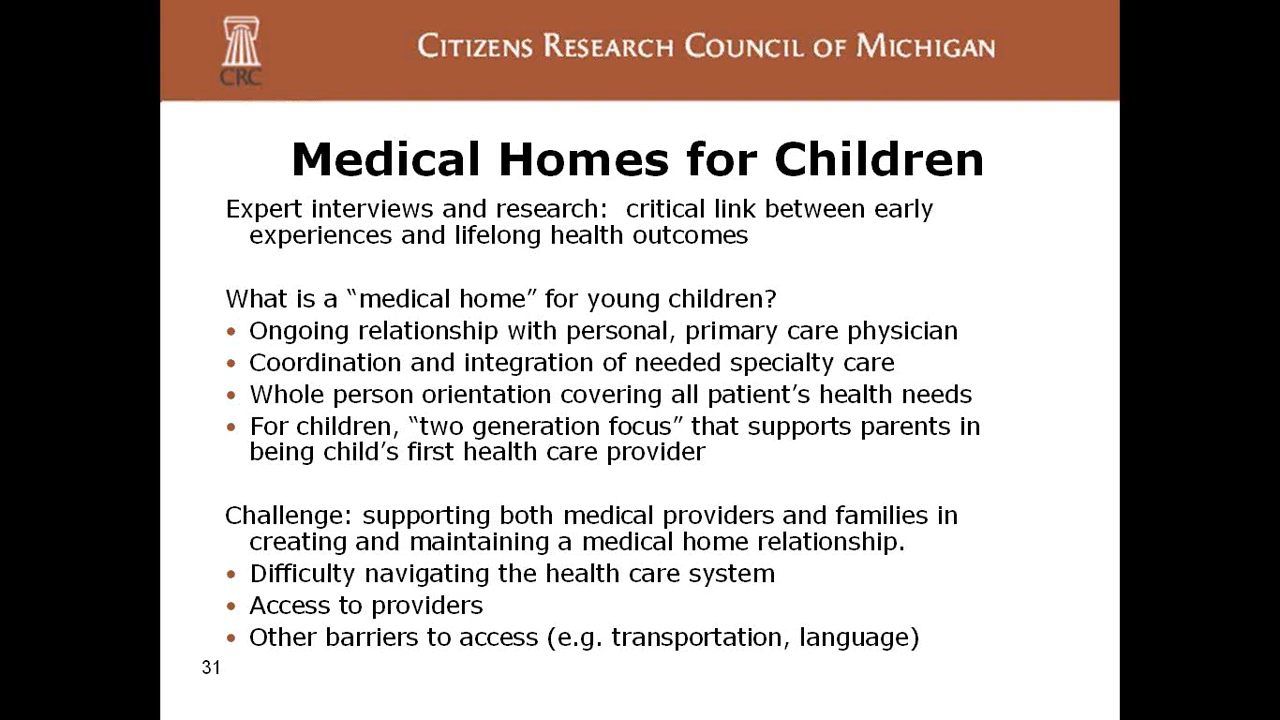 CRC
CITIZENS RESEARCH COUNCIL OF MICHIGAN
Medical Homes for Children
Expert interviews and research:  critical link between early
experiences and lifelong health outcomes
What is a “medical home” for young children?
• Ongoing relationship with personal, primary care physician
• Coordination and integration of needed specialty care
• Whole person orientation covering all patient’s health needs
• For children, “two generation focus” that supports parents in
being child’s first health care provider
Challenge: supporting both medical providers and families in
creating and maintaining a medical home relationship.
• Difficulty navigating the health care system
• Access to providers
• Other barriers to access (e.g. transportation, language)
31